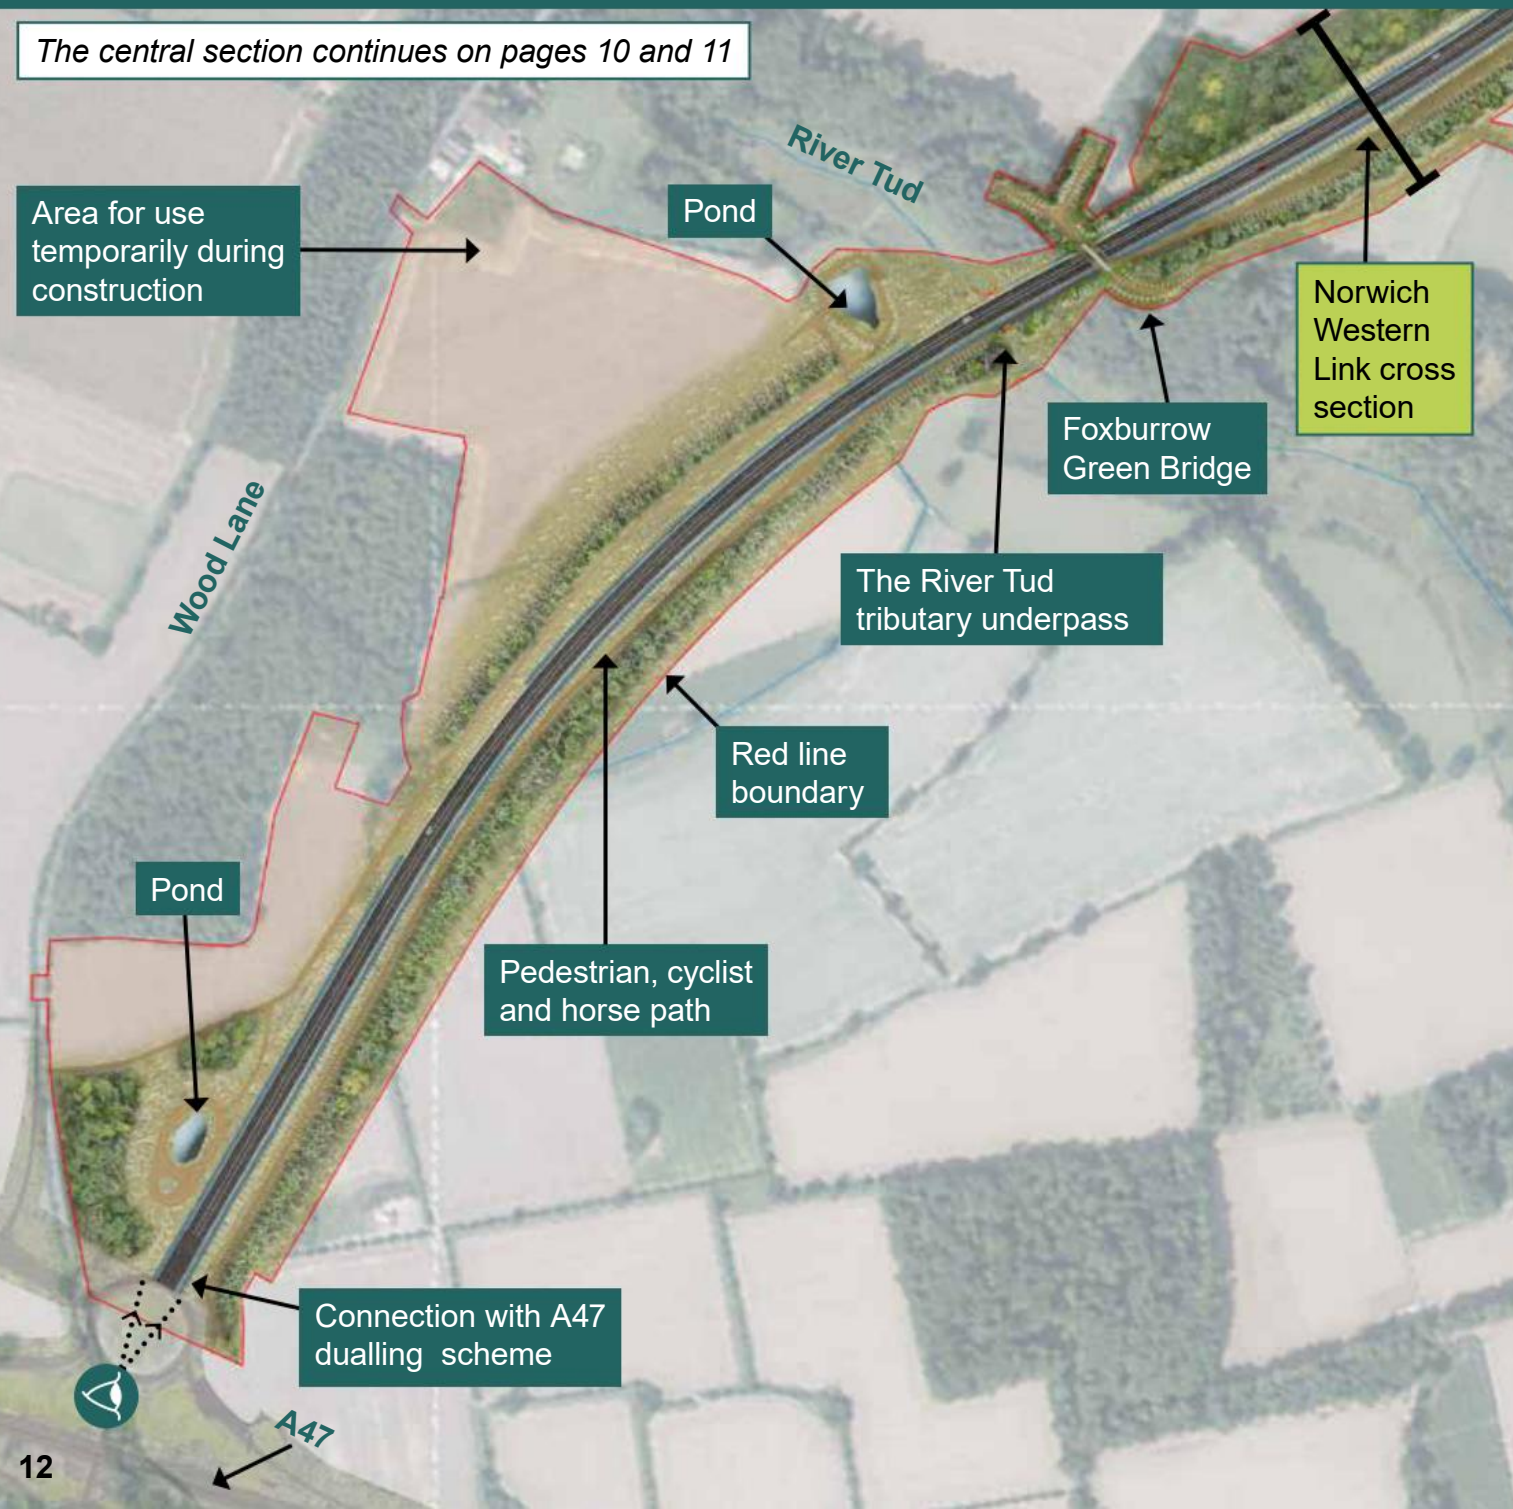 The central section continues on pages 10 and 11
River Tud
Area for use
temporarily during
construction
Pond
Norwich
Western
Link cross
section
Foxburrow
Green Bridge
Wood Lane
The River Tud
tributary underpass
Red line
boundary
Pond
Pedestrian, cyclist
and horse path
Connection with A47
dualling scheme
A47
12